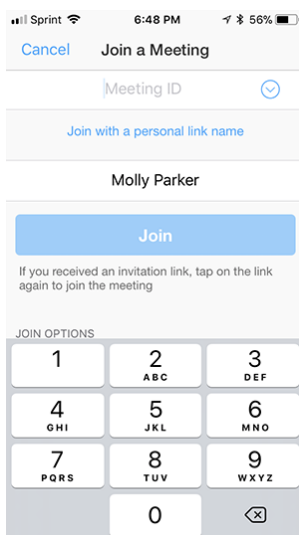 Sprint 6:48 PM 56%
Cancel Join a Meeting
Meeting ID
Join with a personal link name
Molly Parker
Join
If you received an invitation link, tap on the link
again to join the meeting
JOIN OPTIONS
1 2 3
ABC DEF
4 5 6
GHI JKL MNO
7 8 9
PQRS TUV WXYZ
0